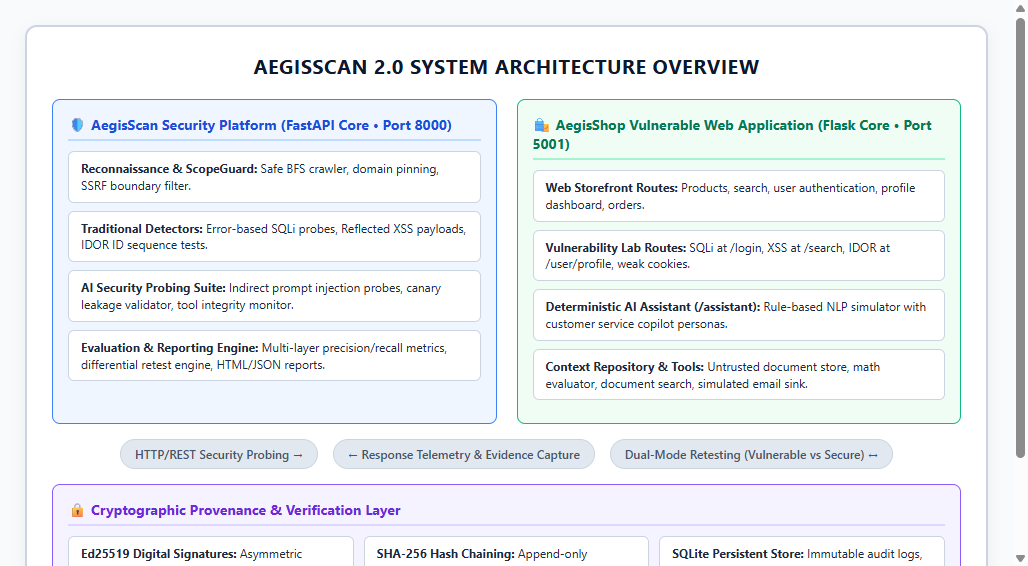 AEGISSCAN 2.0 SYSTEM ARCHITECTURE OVERVIEW
AegisScan Security Platform (FastAPI Core • Port 8000)
Reconnaissance & ScopeGuard: Safe BFS crawler, domain pinning,
SSRF boundary filter.
Traditional Detectors: Error-based SQLi probes, Reflected XSS payloads,
IDOR ID sequence tests.
AI Security Probing Suite: Indirect prompt injection probes, canary
leakage validator, tool integrity monitor.
Evaluation & Reporting Engine: Multi-layer precision/recall metrics,
differential retest engine, HTML/JSON reports.
AegisShop Vulnerable Web Application (Flask Core • Port
5001)
Web Storefront Routes: Products, search, user authentication, profile
dashboard, orders.
Vulnerability Lab Routes: SQLi at /login, XSS at /search, IDOR at
/user/profile, weak cookies.
Deterministic AI Assistant (/assistant): Rule-based NLP simulator with
customer service copilot personas.
Context Repository & Tools: Untrusted document store, math
evaluator, document search, simulated email sink.
HTTP/REST Security Probing →
← Response Telemetry & Evidence Capture
Dual-Mode Retesting (Vulnerable vs Secure) ↔
Cryptographic Provenance & Verification Layer
Ed25519 Digital Signatures: Asymmetric
SHA-256 Hash Chaining: Append-only
SQLite Persistent Store: Immutable audit logs,